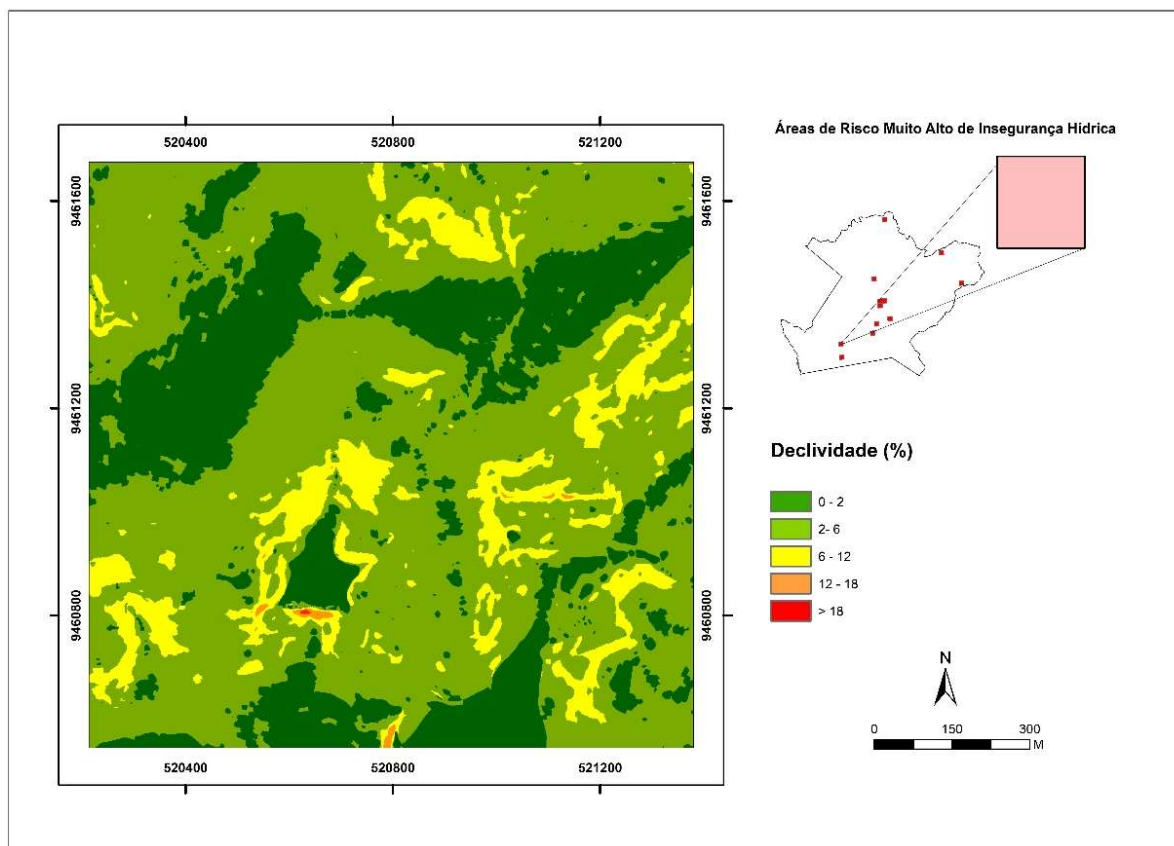 520400 520800 521200
9461600
9461200
9460800
9461600
9461200
9460800
520400 520800 521200
Áreas de Risco Muito Alto de Insegurança Hídrica
Declividade (%)
0 - 2
2- 6
6 - 12
12 - 18
> 18
N
0 150 300
M